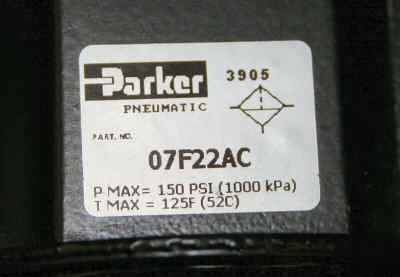 Parker 3905
PNEUMATIC
PART. NO.
07F22AC
P MAX= 150 PSI (1000 kPa)
T MAX = 125F (52C)